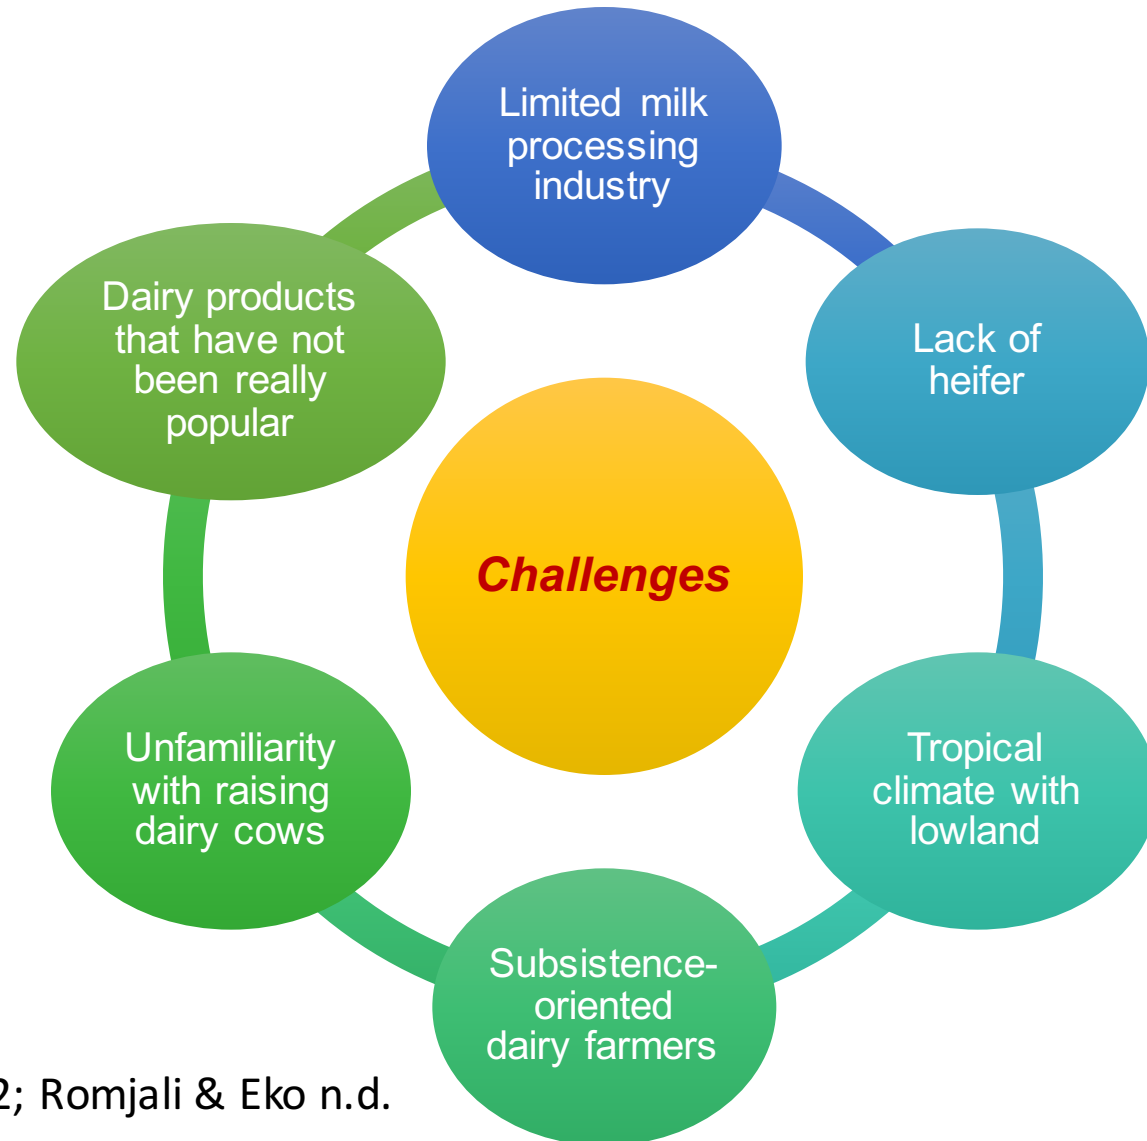 Limited milk
processing
industry
Lack of
heifer
Tropical
climate with
lowland
Subsistence-
oriented
dairy farmers
Unfamiliarity
with raising
dairy cows
Dairy products
that have not
been really
popular
Challenges
2; Romjali & Eko n.d.